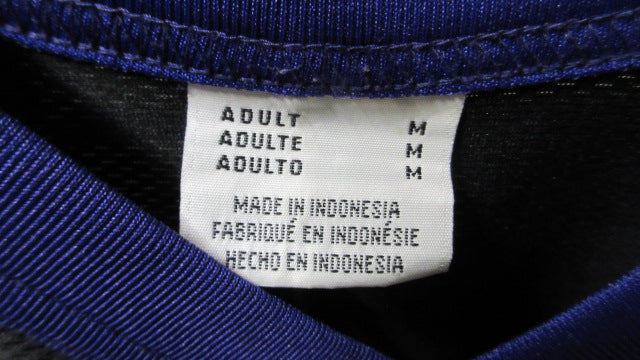 ADULT M
ADULTE M
ADULTO M
MADE IN INDONESIA
FABRIQUÉ EN INDONÉSIE
HECHO EN INDONESIA